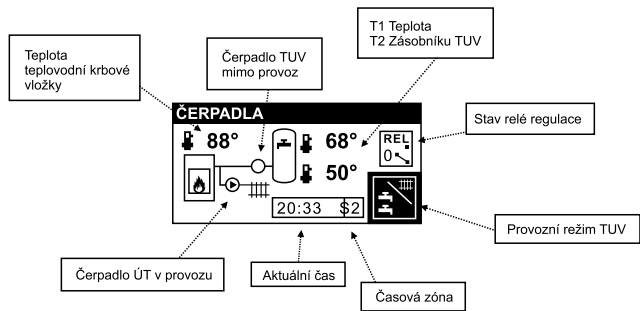 Teplota
teplovodní krbové
vložky
Čerpadlo TUV
mimo provoz
T1 Teplota
T2 Zásobníku TUV
Stav relé regulace
ČERPADLA
88°
68°
50°
REL
0
20:33 S2
Provozní režim TUV
Čerpadlo ÚT v provozu
Aktuální čas
Časová zóna